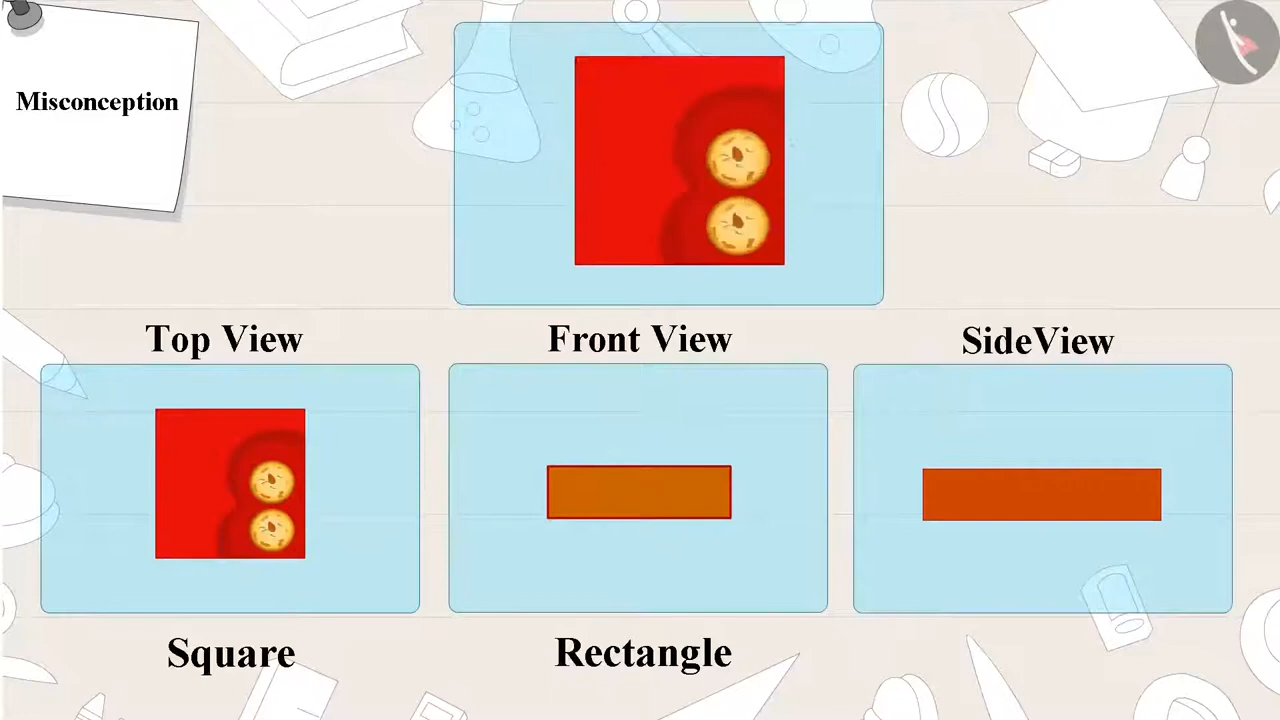 Misconception
Top View
Front View
SideView
Square
Rectangle